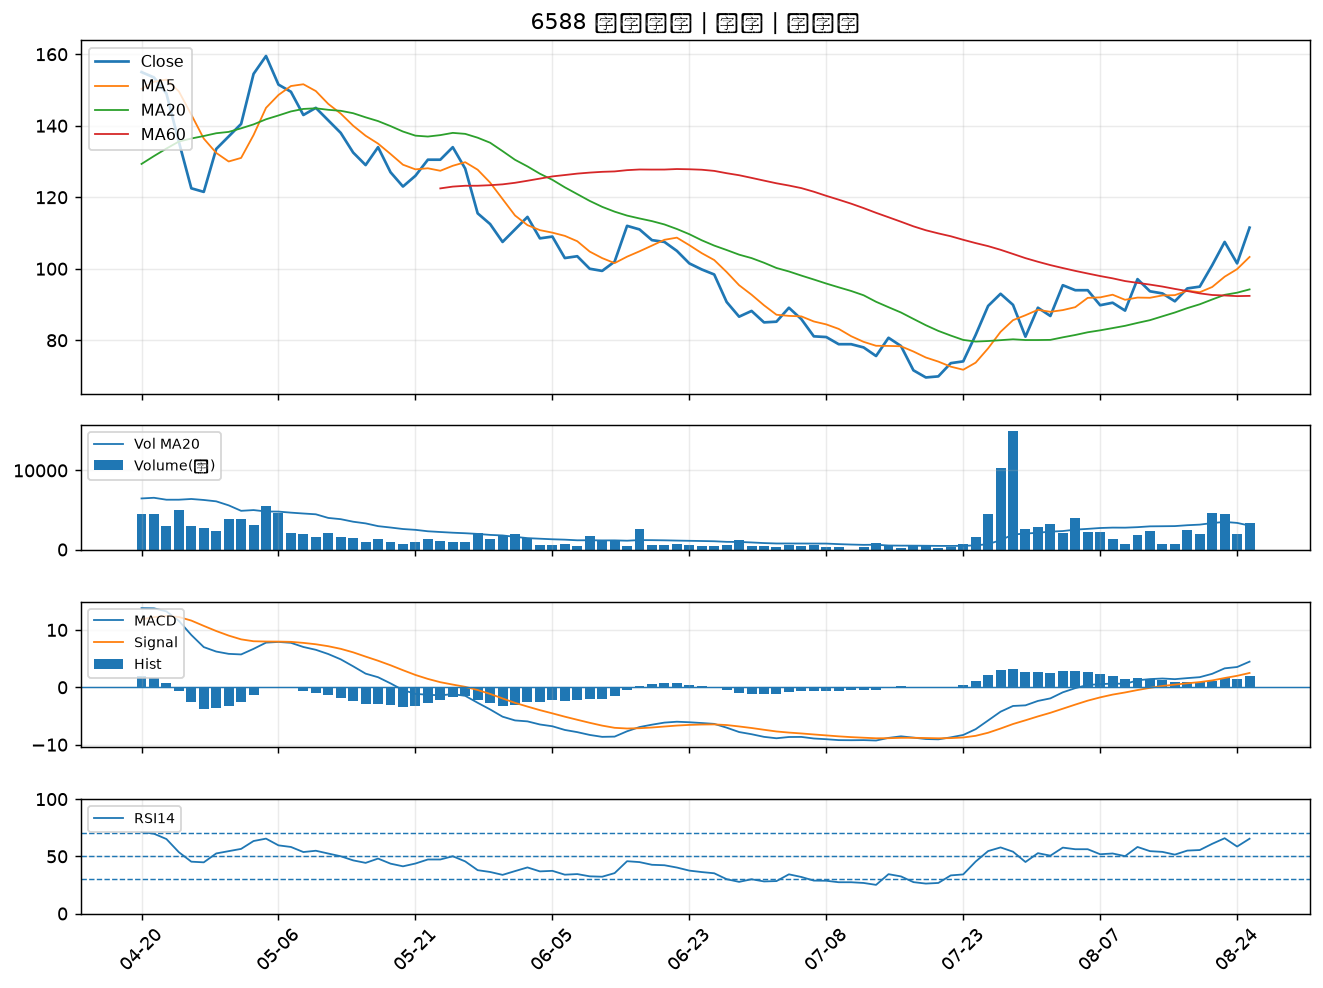 6588 | |
160
140
120
100
80
Close
MA5
MA20
MA60
10000
0
Vol MA20
Volume( )
10
0
−10
MACD
Signal
Hist
100
50
0
RSI14
04-20 05-06 05-21 06-05 06-23 07-08 07-23 08-07 08-24